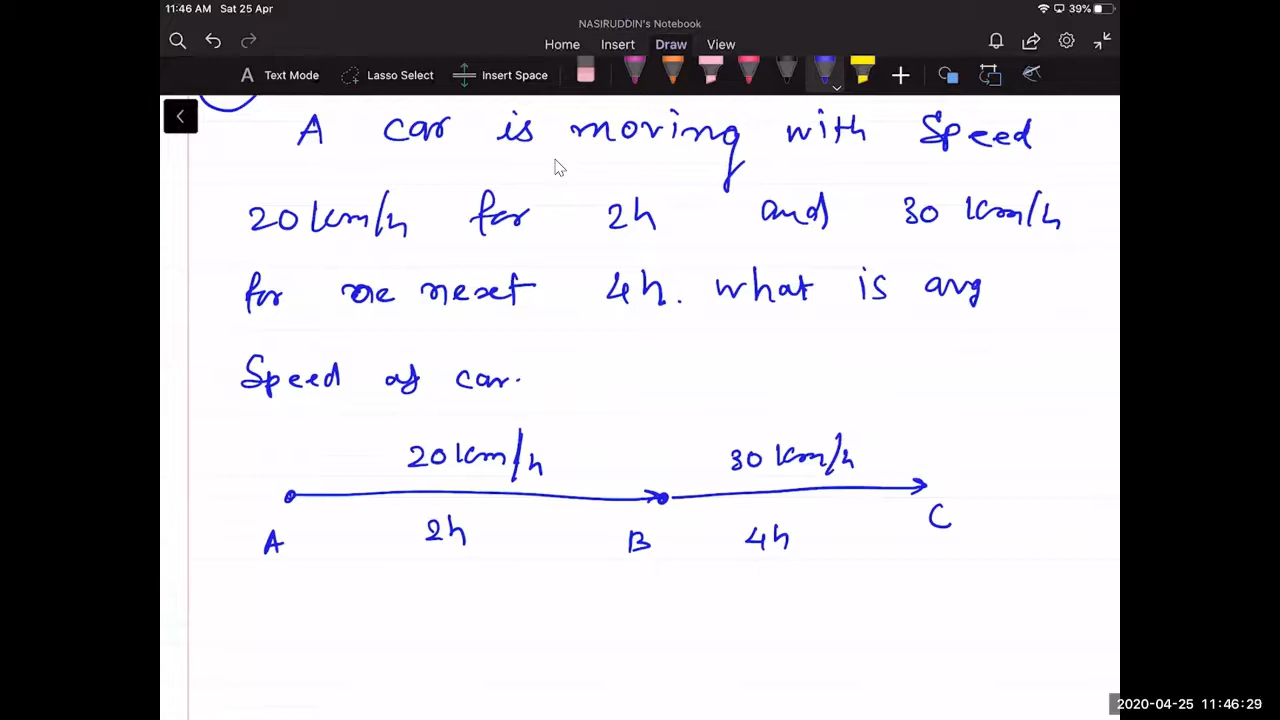 11:46 AM Sat 25 Apr
39%
NASIRUDDIN's Notebook
Home Insert Draw View
Text Mode Lasso Select Insert Space
A car is moving with Speed
20 km/h for 2h and 30 km/h
for the next 4h. what is avg
Speed of car.
20 km/h 30 km/h
A 2h B 4h C
2020-04-25 11:46:29